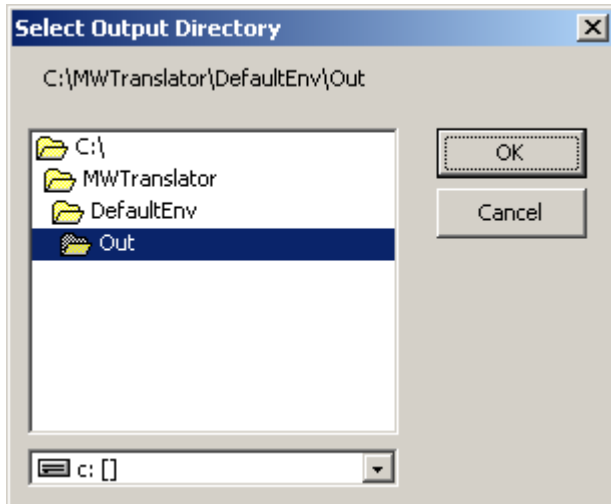 Select Output Directory
C:\MWTranslator\DefaultEnv\Out
C:\
MWTranslator
DefaultEnv
Out
OK
Cancel
c: []